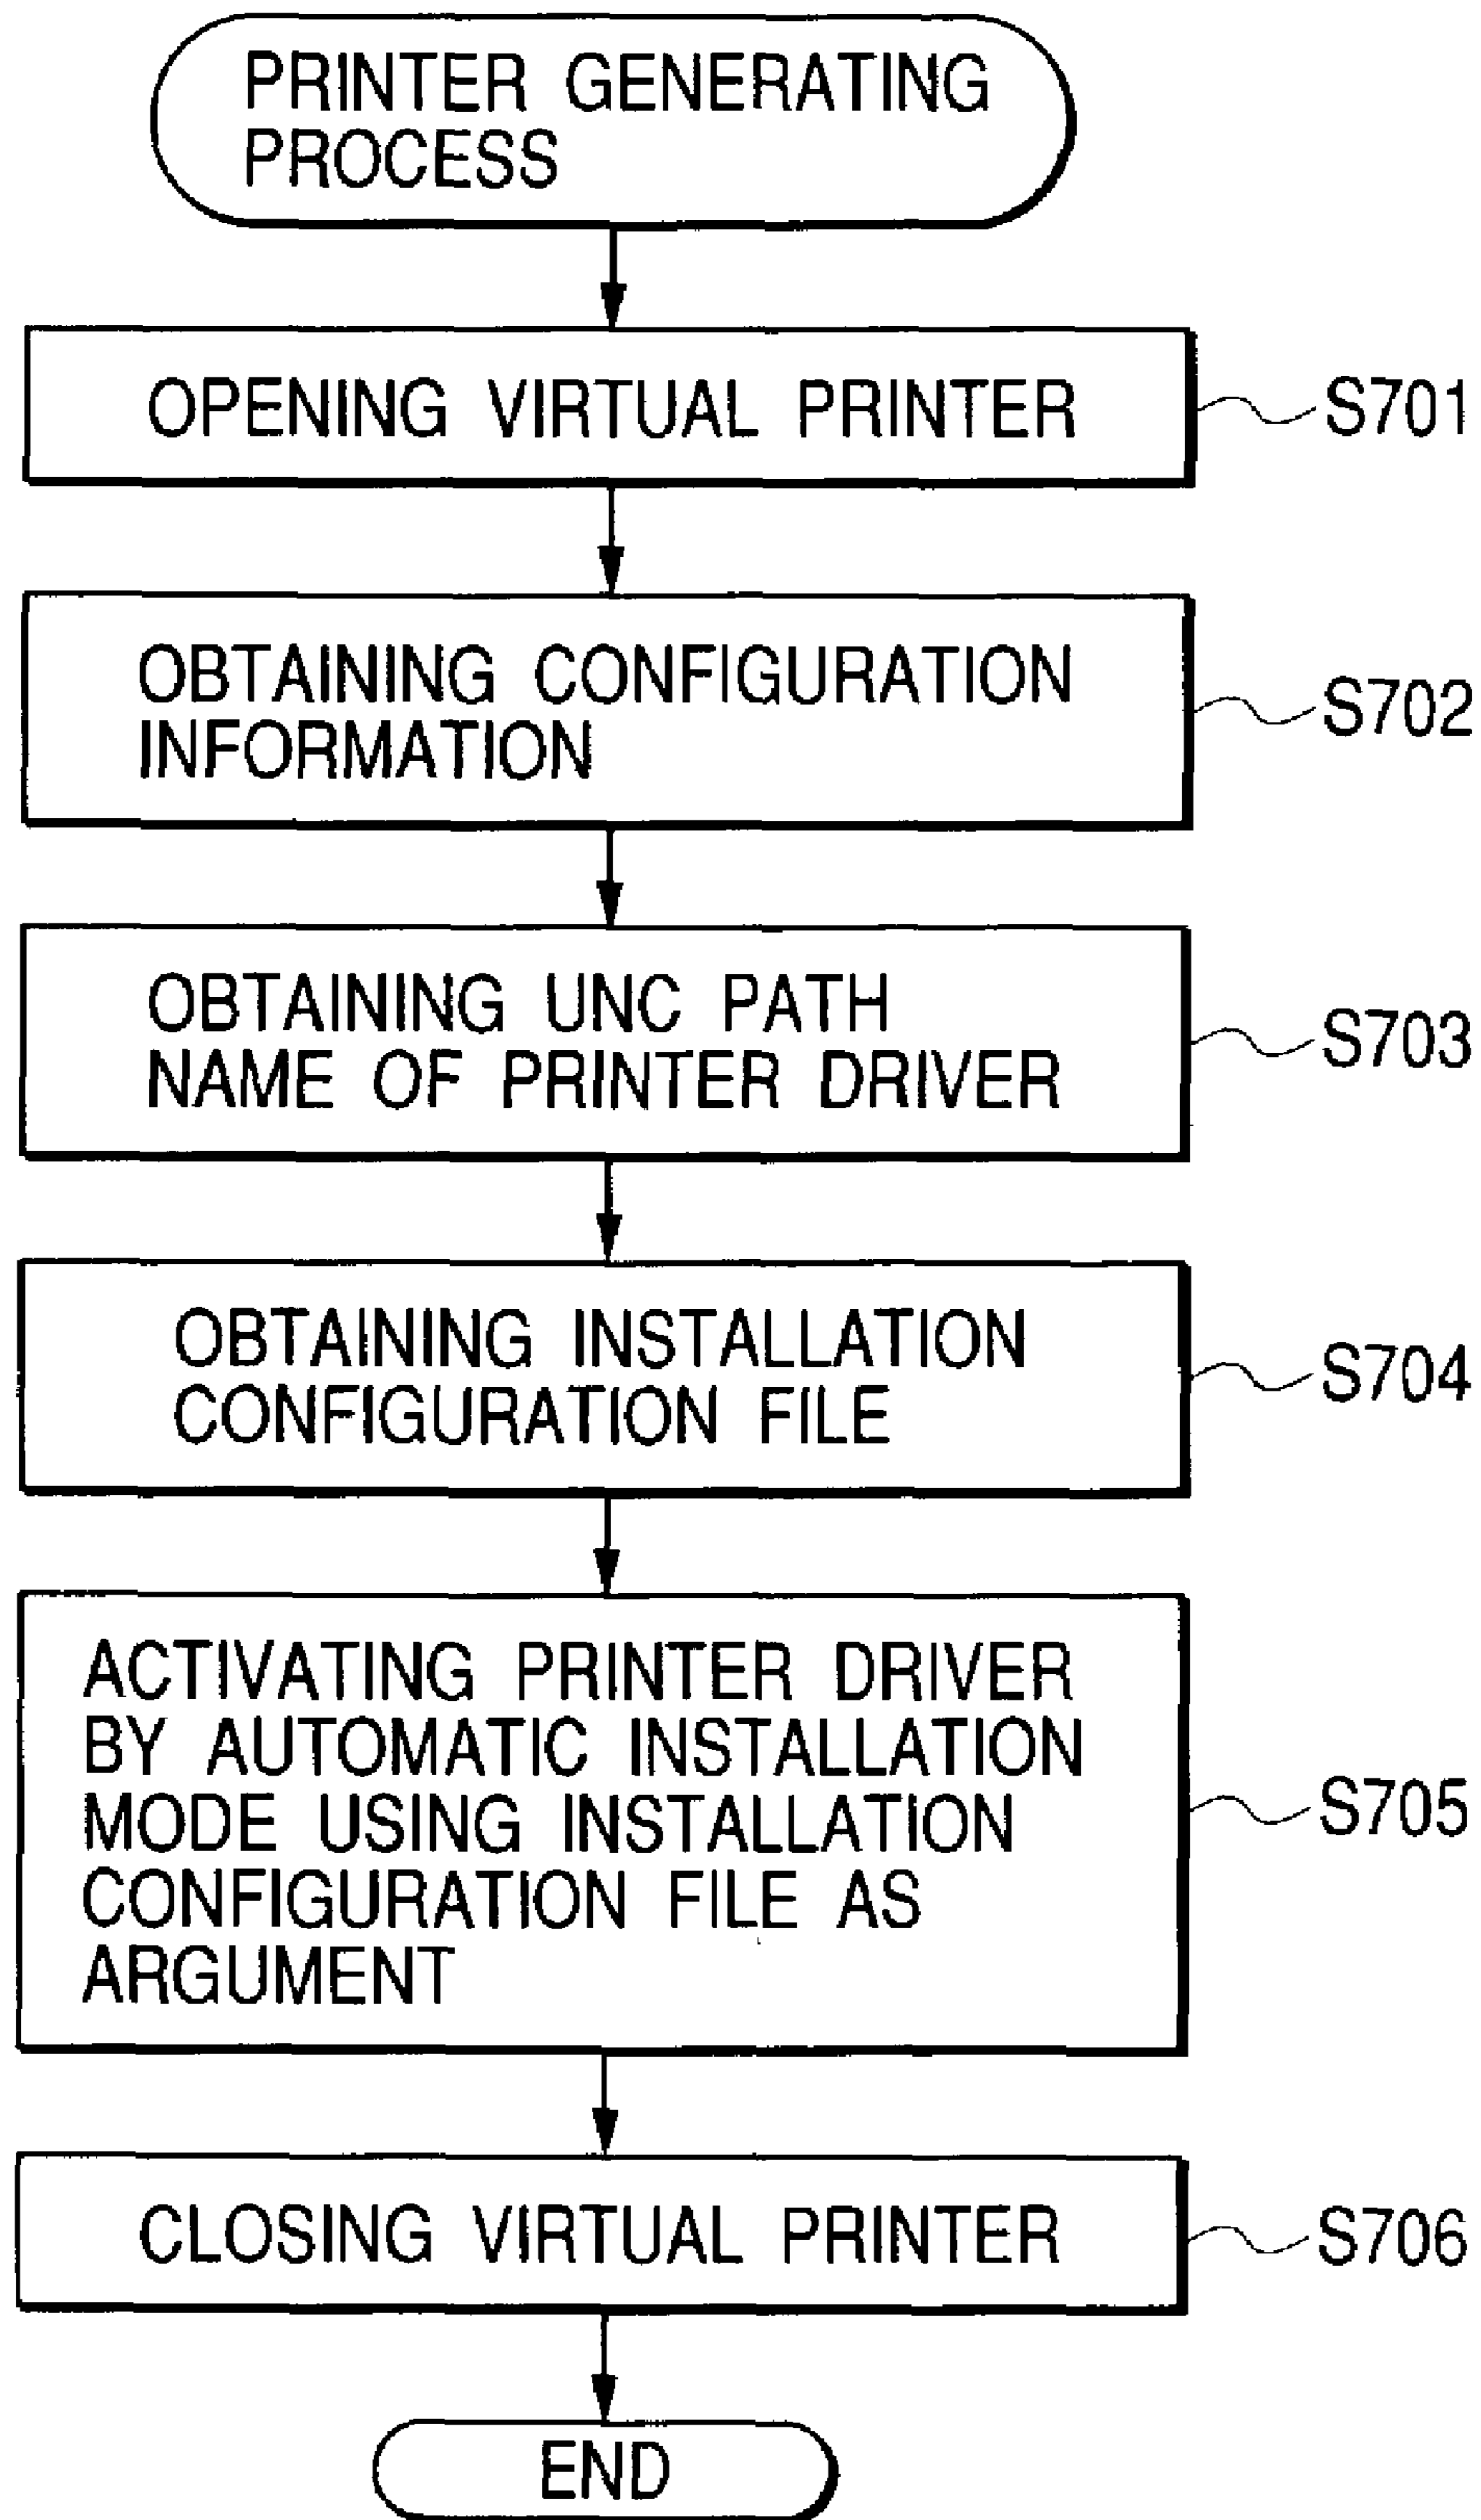 PRINTER GENERATING
PROCESS
OPENING VIRTUAL PRINTER
S701
OBTAINING CONFIGURATION
INFORMATION
S702
OBTAINING UNC PATH
NAME OF PRINTER DRIVER
S703
OBTAINING INSTALLATION
CONFIGURATION FILE
S704
ACTIVATING PRINTER DRIVER
BY AUTOMATIC INSTALLATION
MODE USING INSTALLATION
CONFIGURATION FILE AS
ARGUMENT
S705
CLOSING VIRTUAL PRINTER
S706
END